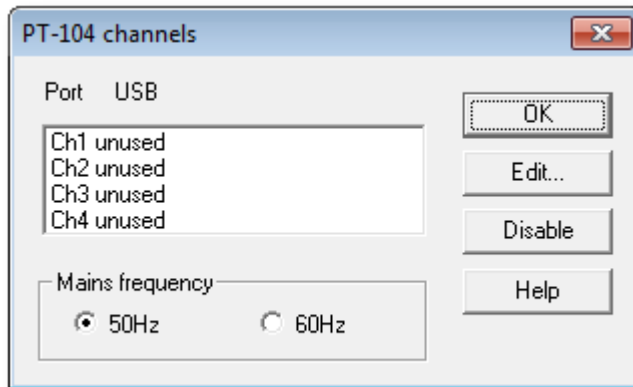 PT-104 channels
Port USB
Ch1 unused
Ch2 unused
Ch3 unused
Ch4 unused
Mains frequency
50Hz 60Hz
OK
Edit...
Disable
Help